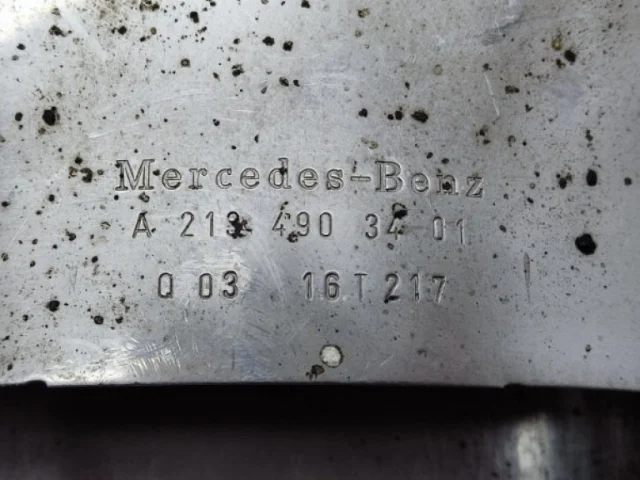 Mercedes-Benz
A 213 490 34 01
Q 03 16T217